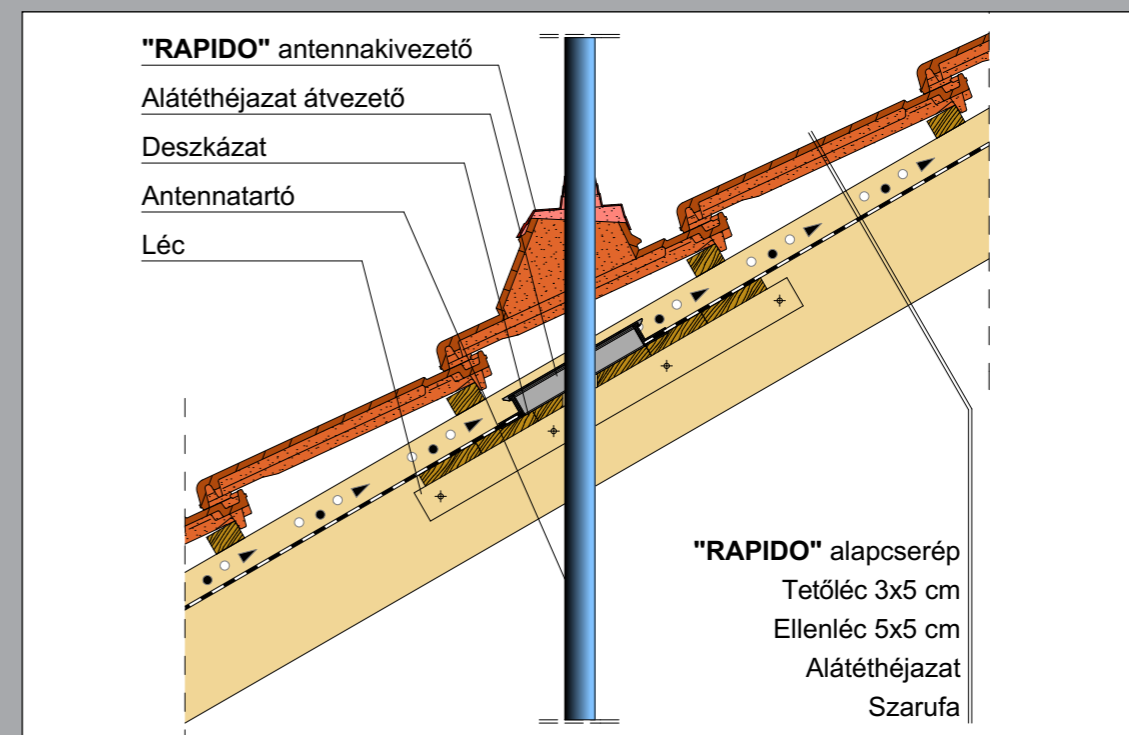 "RAPIDO" antennakivezető
Alátéthéjazat átvezető
Deszkázat
Antennatartó
Léc
"RAPIDO" alapcserép
Tetőléc 3x5 cm
Ellenléc 5x5 cm
Alátéthéjazat
Szarufa